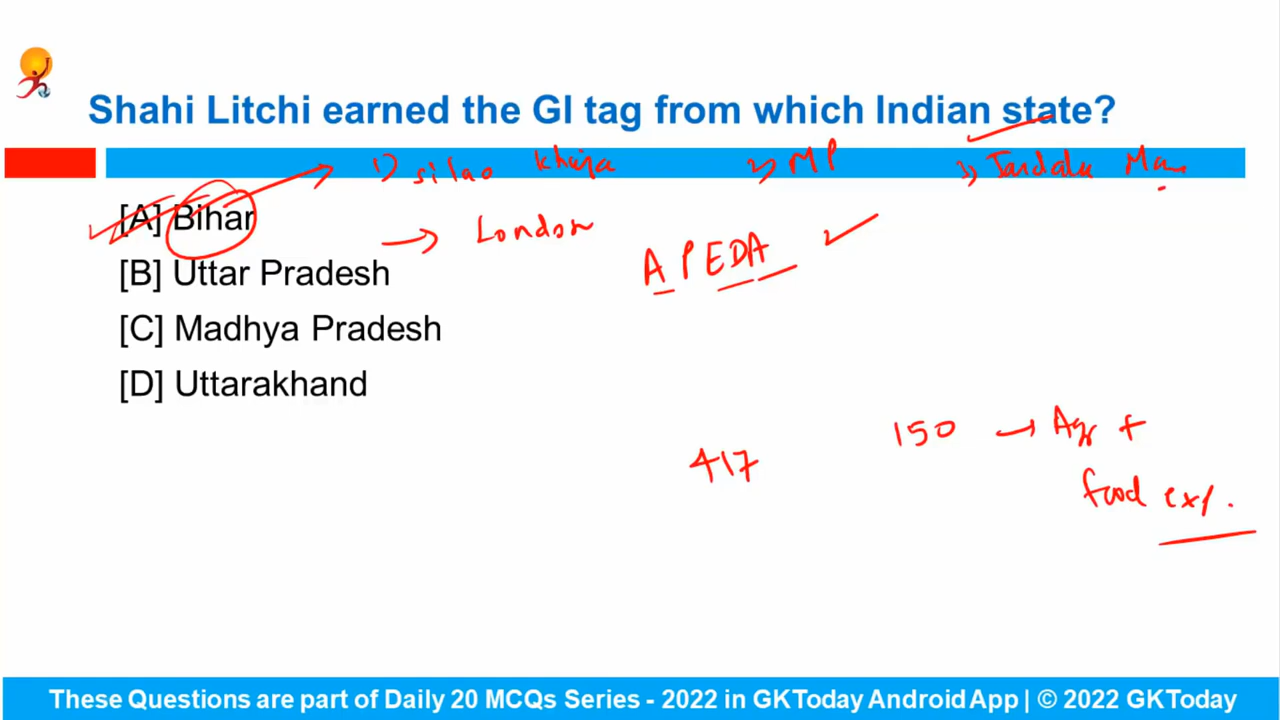 Shahi Litchi earned the GI tag from which Indian state?
1) silao khaja 2) MP 3) Jardalu Man
[A] Bihar
→ London
APEDA
[B] Uttar Pradesh
[C] Madhya Pradesh
[D] Uttarakhand
150 → Agr +
417
food exp.
These Questions are part of Daily 20 MCQs Series - 2022 in GKToday Android App | © 2022 GKToday